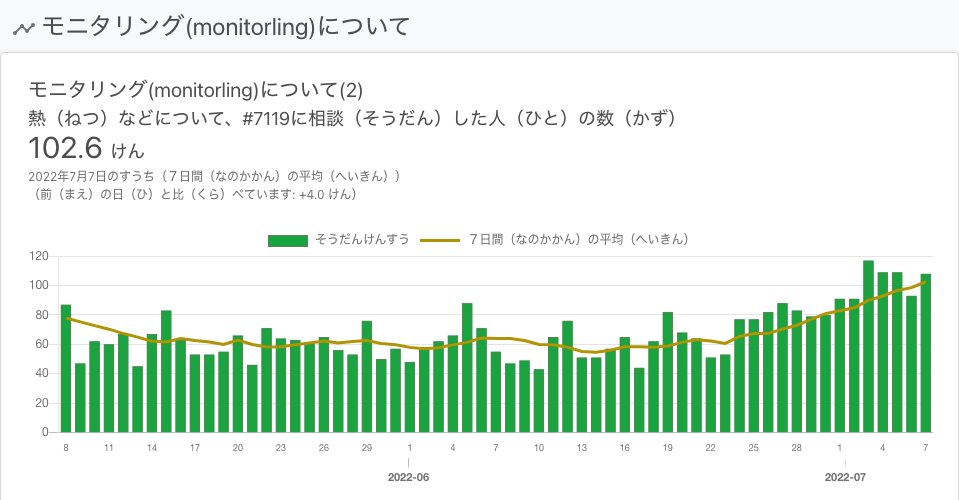 モニタリング(monitorling)について
モニタリング(monitorling)について(2)
熱（ねつ）などについて、#7119に相談（そうだん）した人（ひと）の数（かず）
102.6 けん
2022年7月7日のすうち（７日間（なのかかん）の平均（へいきん））
（前（まえ）の日（ひ）と比（くら）べています: +4.0 けん）
そうだんけんすう ７日間（なのかかん）の平均（へいきん）
120
100
80
60
40
20
0
8 11 14 17 20 23 26 29 1 4 7 10 13 16 19 22 25 28 1 4 7
2022-06 2022-07